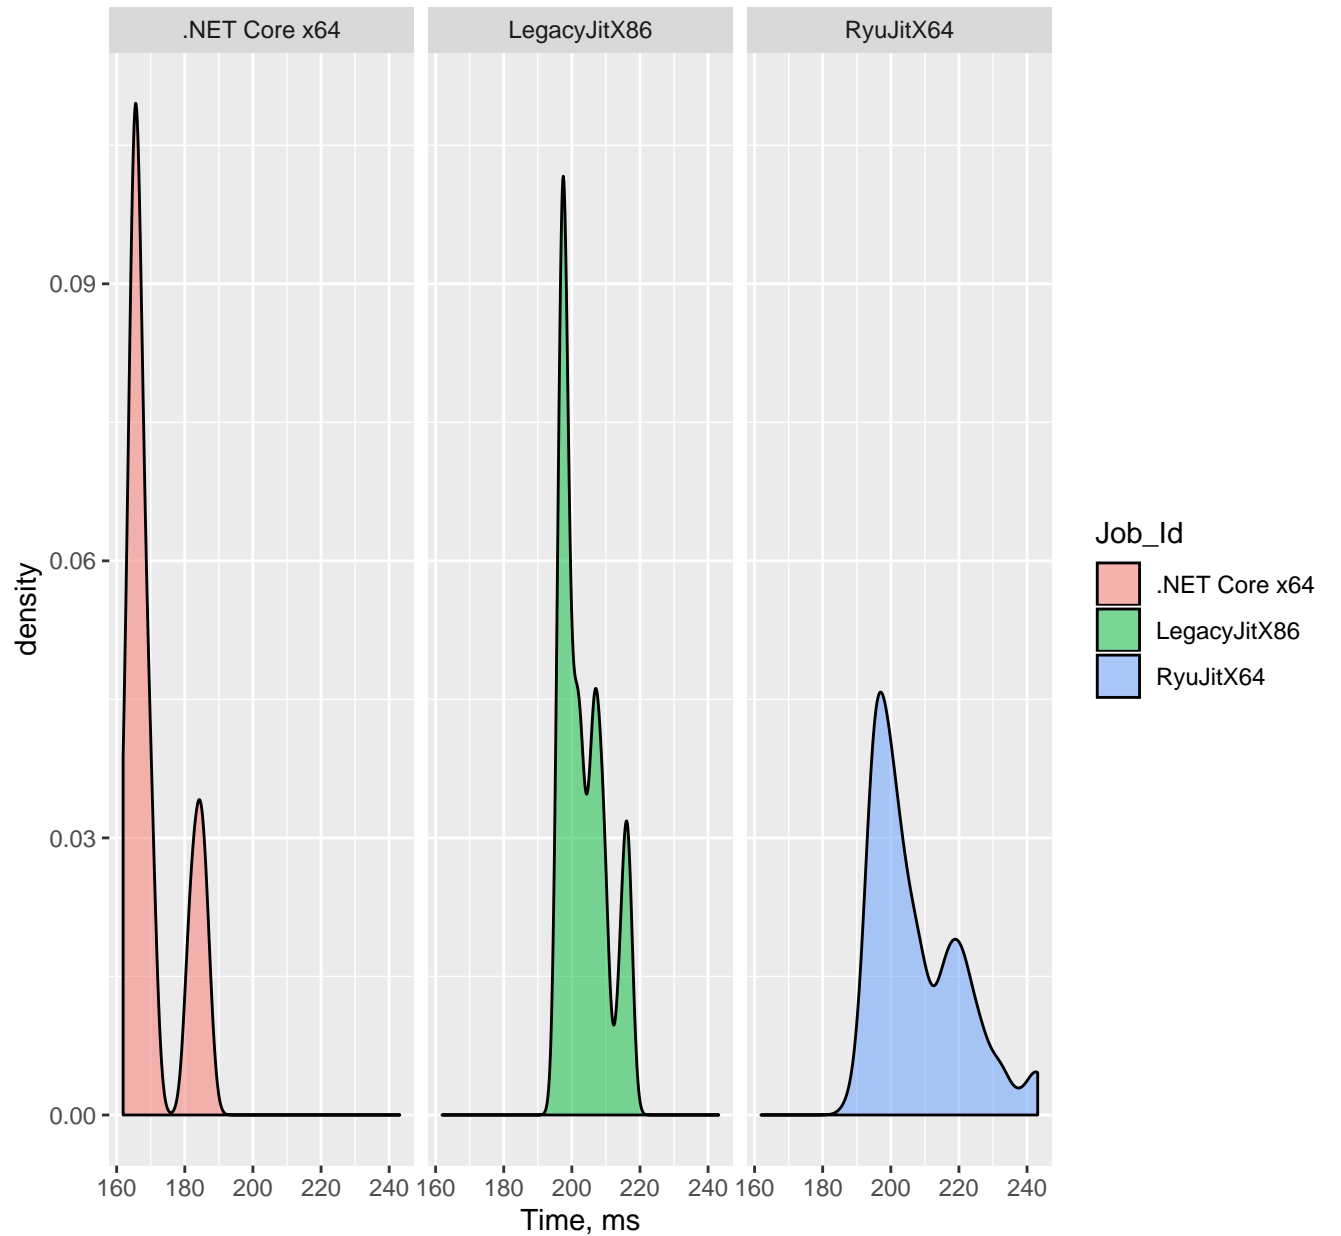 .NET Core x64 LegacyJitX86 RyuJitX64
0.09
0.06
0.03
0.00
density
160 180 200 220 240 160 180 200 220 240 160 180 200 220 240
Time, ms
Job_Id
.NET Core x64
LegacyJitX86
RyuJitX64